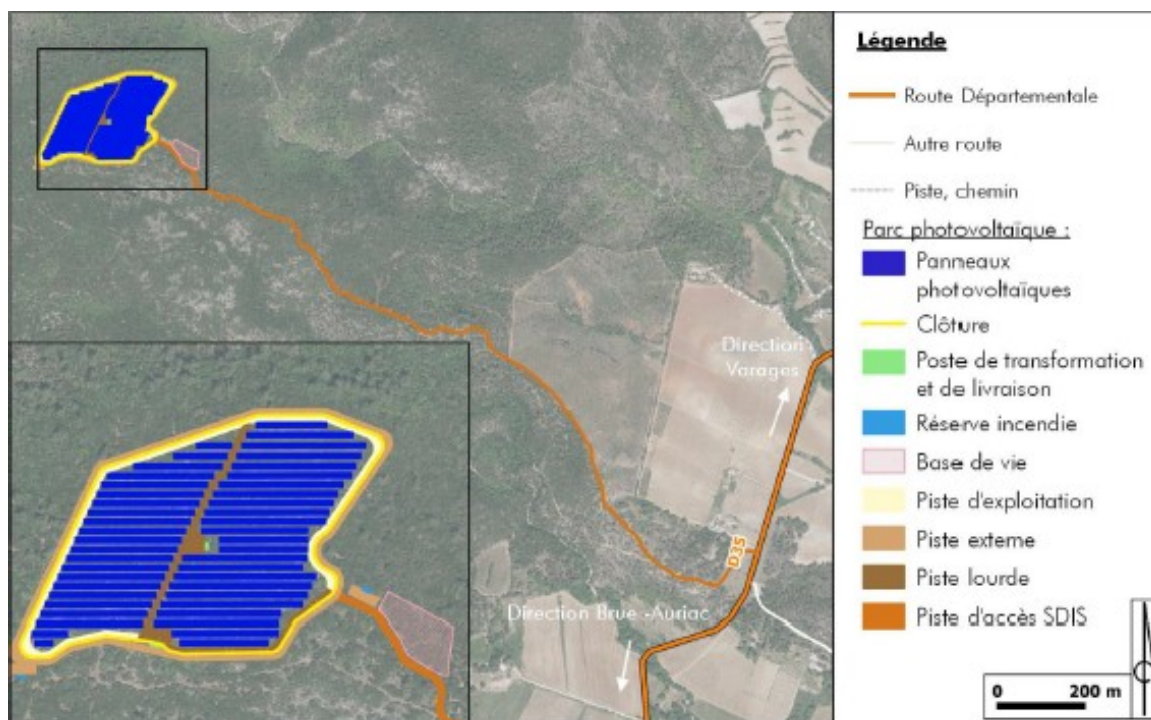 Direction
Varages
D35
Direction Brue -Auriac
Légende
Route Départementale
Autre route
Piste, chemin
Parc photovoltaïque :
Panneaux
photovoltaïques
Clôture
Poste de transformation
et de livraison
Réserve incendie
Base de vie
Piste d'exploitation
Piste externe
Piste lourde
Piste d'accès SDIS
0 200 m